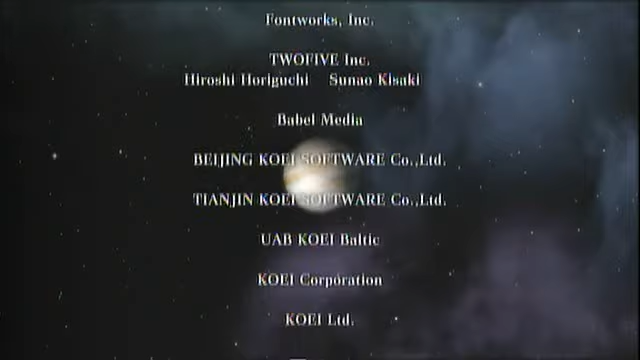 Fontworks, Inc.
TWOFIVE Inc.
Hiroshi Horiguchi Sunao Kisaki
Babel Media
BEIJING KOEI SOFTWARE Co.,Ltd.
TIANJIN KOEI SOFTWARE Co.,Ltd.
UAB KOEI Baltic
KOEI Corporation
KOEI Ltd.